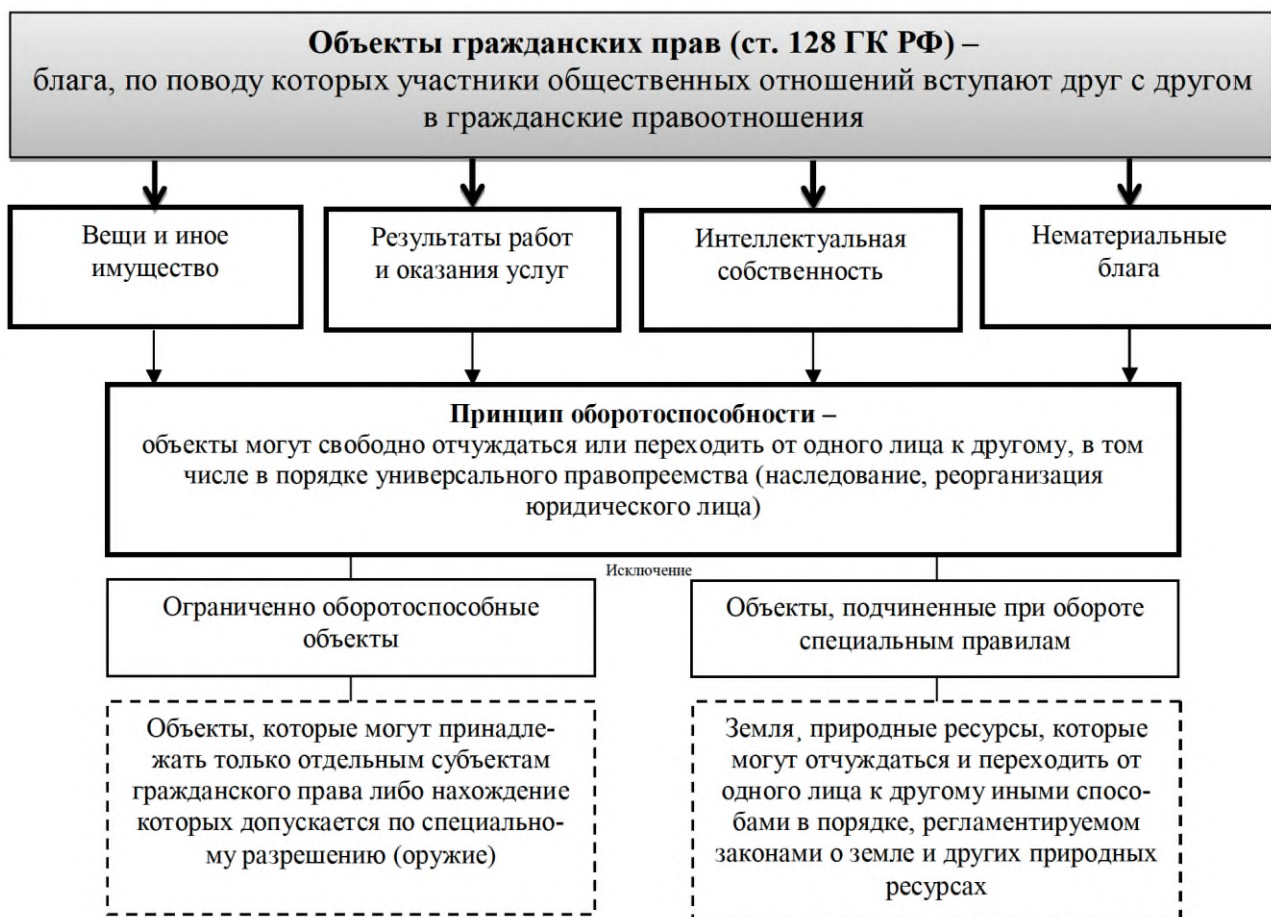 Объекты гражданских прав (ст. 128 ГК РФ) –
блага, по поводу которых участники общественных отношений вступают друг с другом
в гражданские правоотношения
Вещи и иное
имущество
Результаты работ
и оказания услуг
Интеллектуальная
собственность
Нематериальные
блага
Принцип оборотоспособности –
объекты могут свободно отчуждаться или переходить от одного лица к другому, в том
числе в порядке универсального правопреемства (наследование, реорганизация
юридического лица)
Исключение
Ограниченно оборотоспособные
объекты
Объекты, подчиненные при обороте
специальным правилам
Объекты, которые могут принадле-
жать только отдельным субъектам
гражданского права либо нахождение
которых допускается по специально-
му разрешению (оружие)
Земля, природные ресурсы, которые
могут отчуждаться и переходить от
одного лица к другому иными спосо-
бами в порядке, регламентируемом
законами о земле и других природных
ресурсах